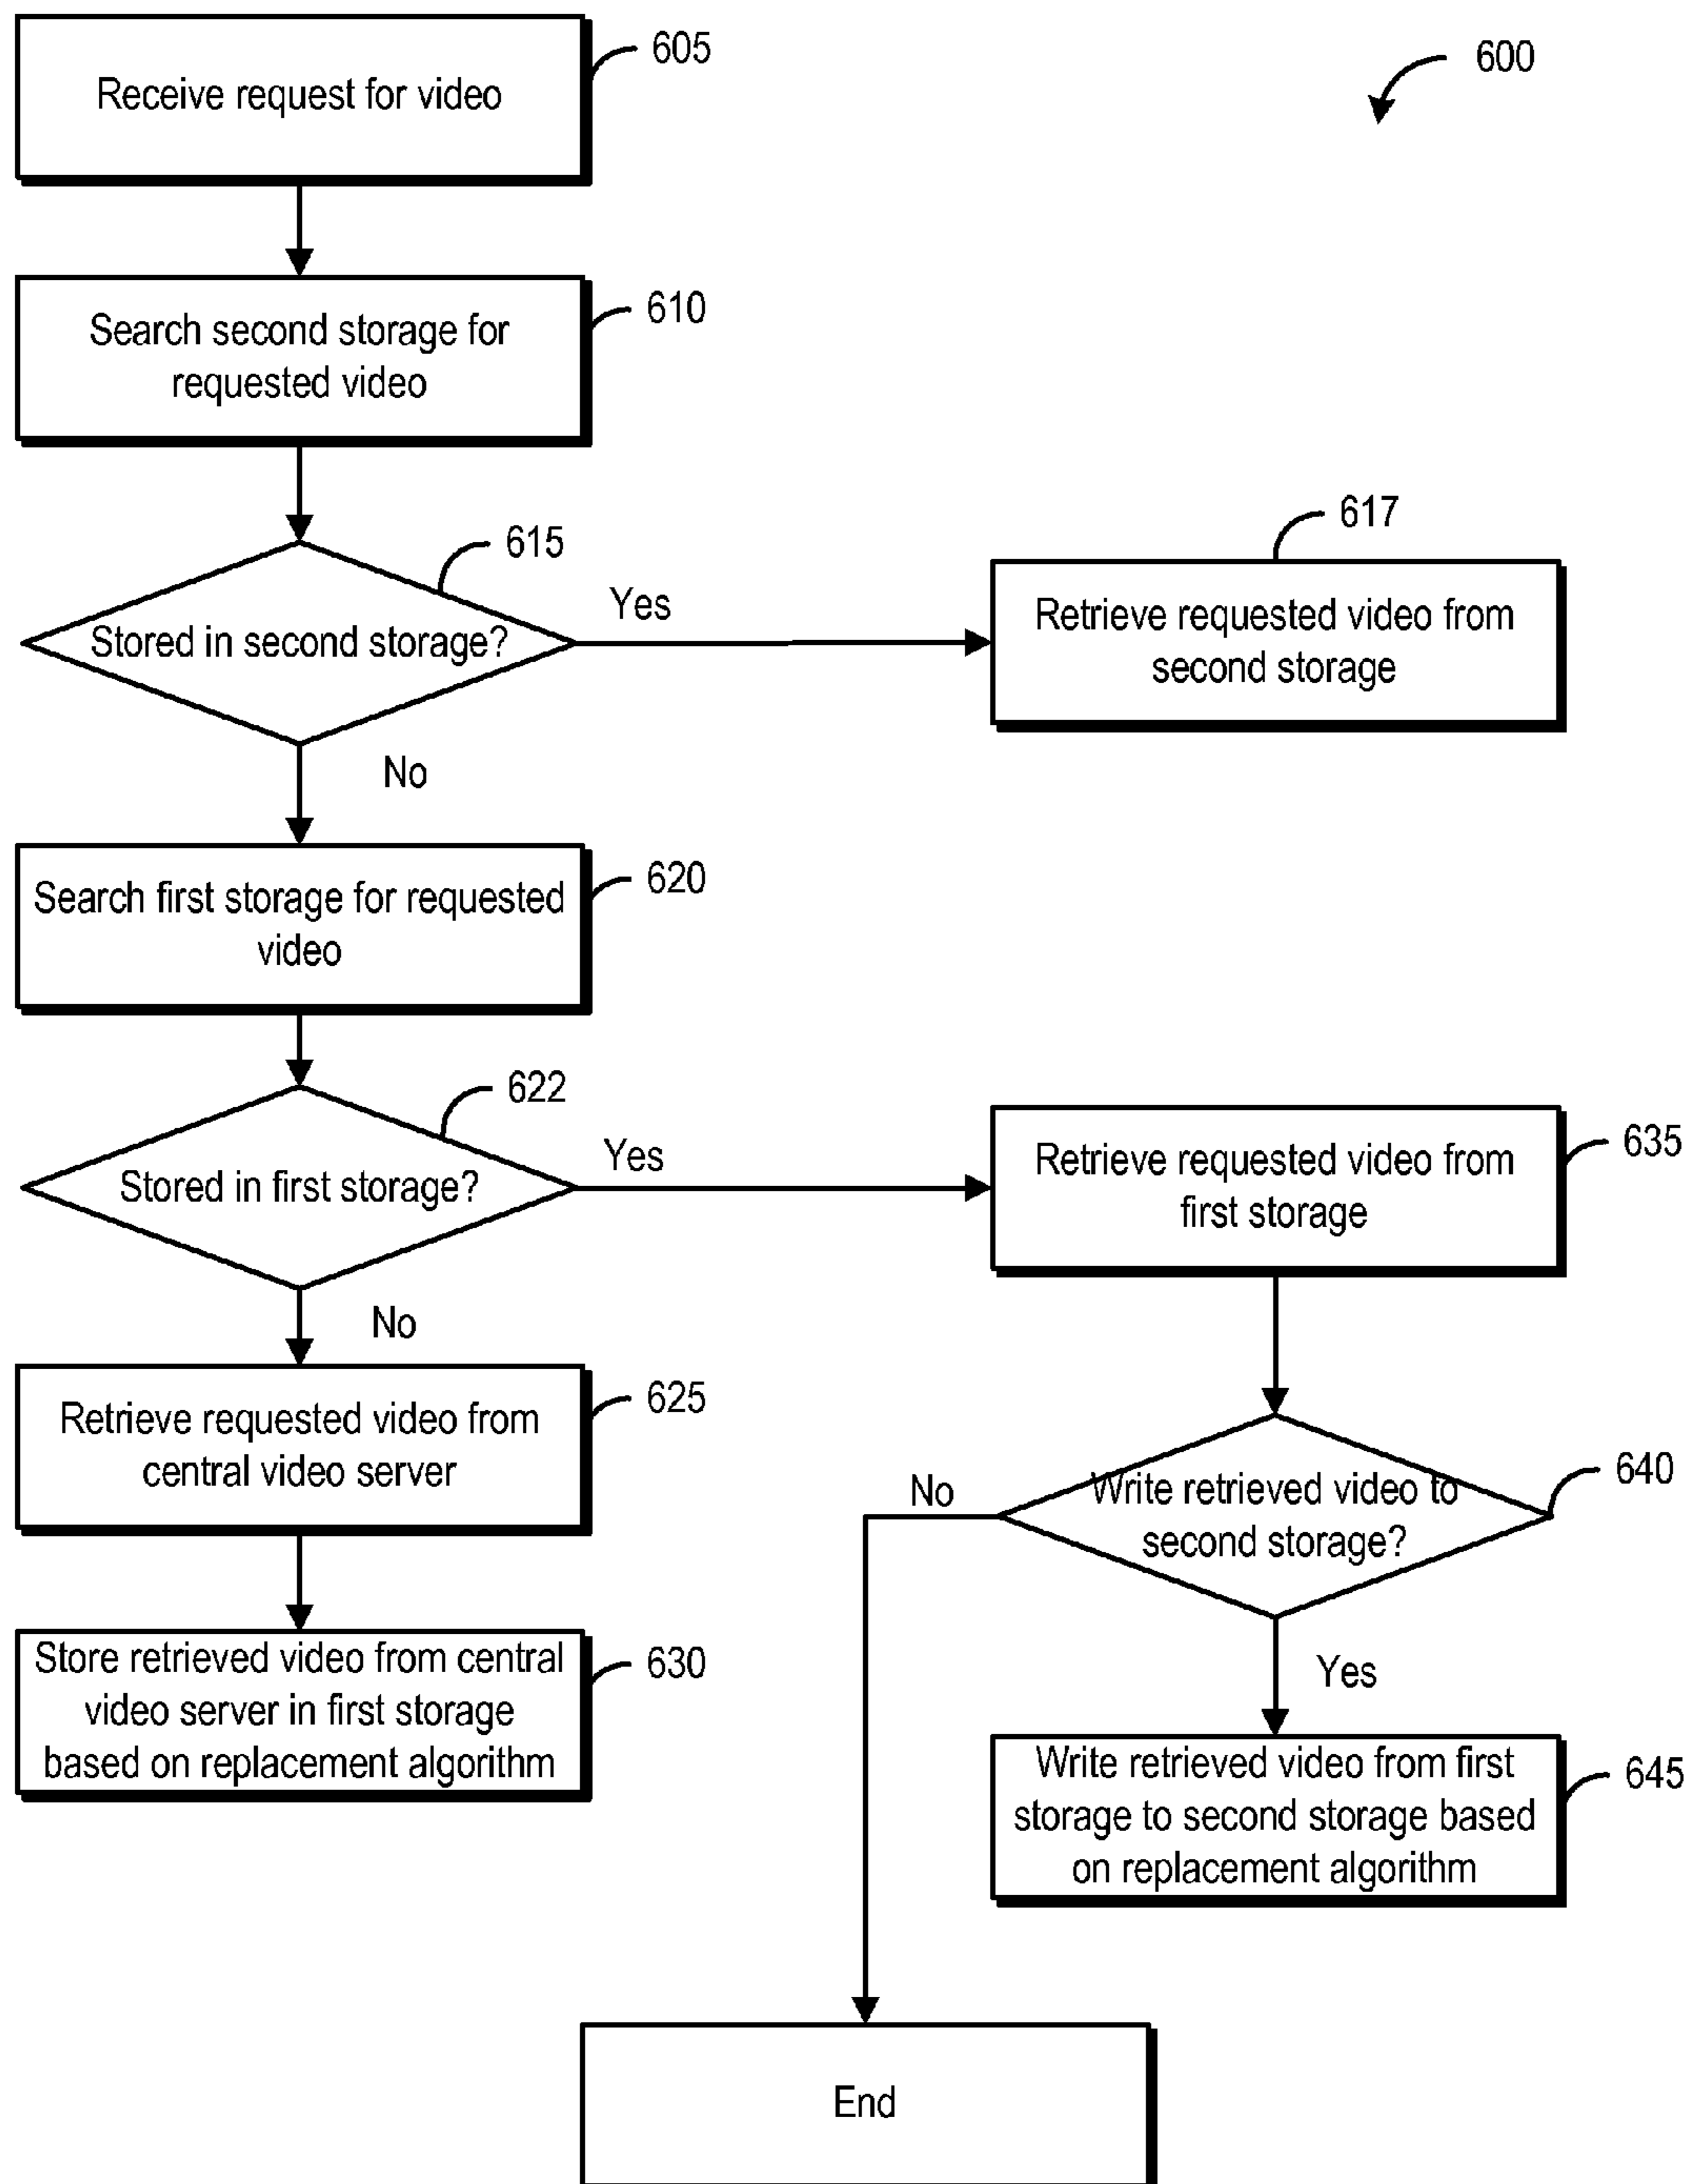 600
Receive request for video
605
Search second storage for
requested video
610
Stored in second storage?
615
Yes
No
Retrieve requested video from
second storage
617
Search first storage for requested
video
620
Stored in first storage?
622
Yes
No
Retrieve requested video from
first storage
635
Retrieve requested video from
central video server
625
Write retrieved video to
second storage?
640
No
Yes
Store retrieved video from central
video server in first storage
based on replacement algorithm
630
Write retrieved video from first
storage to second storage based
on replacement algorithm
645
End